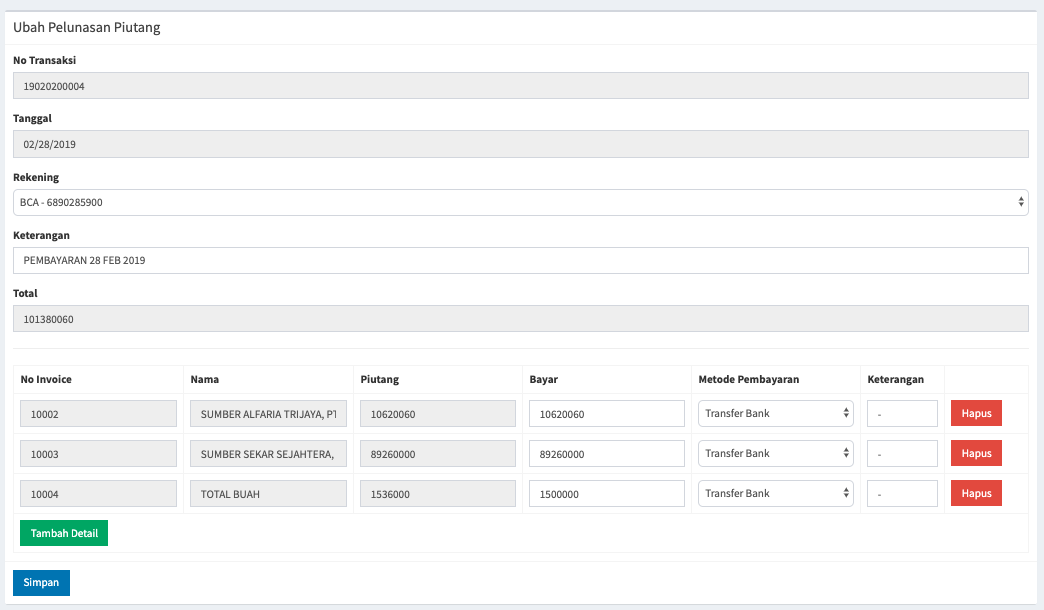 Ubah Pelunasan Piutang
No Transaksi
19020200004
Tanggal
02/28/2019
Rekening
BCA - 6890285900
Keterangan
PEMBAYARAN 28 FEB 2019
Total
101380060
No Invoice Nama Piutang Bayar Metode Pembayaran Keterangan
10002 SUMBER ALFARIA TRIJAYA, PT 10620060 10620060 Transfer Bank - Hapus
10003 SUMBER SEKAR SEJAHTERA, 89260000 89260000 Transfer Bank - Hapus
10004 TOTAL BUAH 1536000 1500000 Transfer Bank - Hapus
Tambah Detail
Simpan